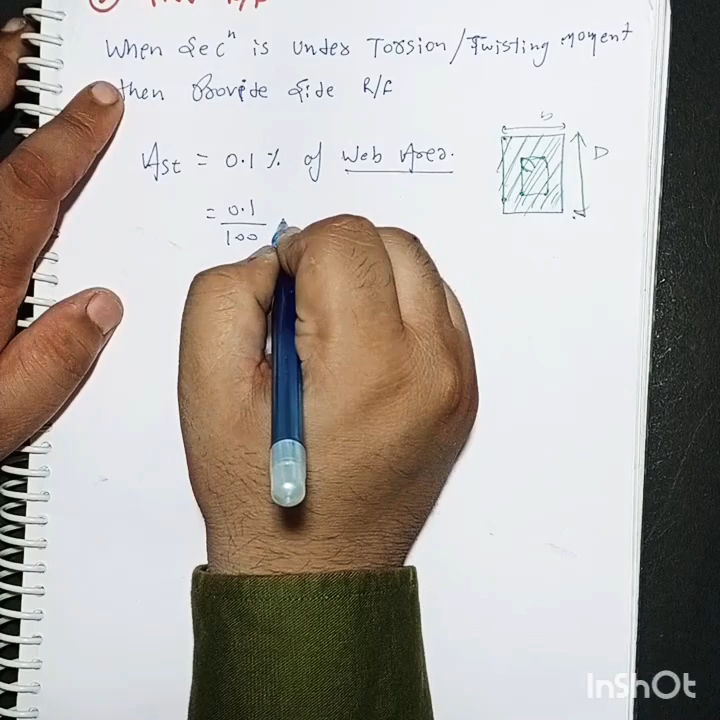 When Secⁿ is under Torsion/Twisting moment
then Provide Side R/F
Ast = 0.1 % of Web Area.
= 0.1
100
b
D
InShOt